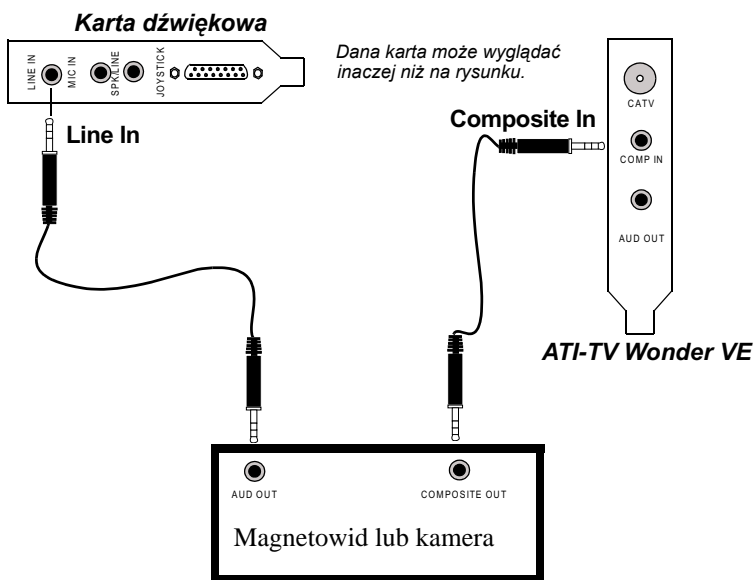 Karta dźwiękowa
LINE IN
MIC IN
SPK/LINE
JOYSTICK
Dana karta może wyglądać
inaczej niż na rysunku.
CATV
Line In
Composite In
COMP IN
AUD OUT
ATI-TV Wonder VE
AUD OUT
COMPOSITE OUT
Magnetowid lub kamera